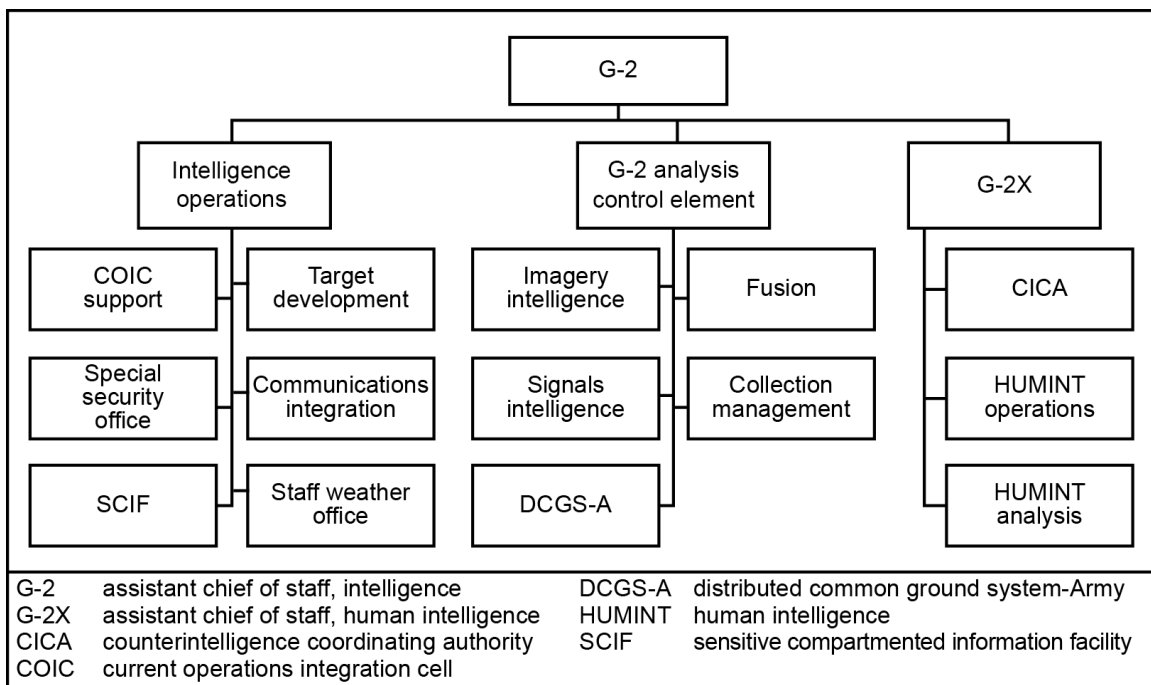 G-2
Intelligence
operations
G-2 analysis
control element
G-2X
COIC
support
Target
development
Imagery
intelligence
Fusion
CICA
Special
security
office
Communications
integration
Signals
intelligence
Collection
management
HUMINT
operations
SCIF
Staff weather
office
DCGS-A
HUMINT
analysis
G-2 assistant chief of staff, intelligence
G-2X assistant chief of staff, human intelligence
CICA counterintelligence coordinating authority
COIC current operations integration cell
DCGS-A distributed common ground system-Army
HUMINT human intelligence
SCIF sensitive compartmented information facility